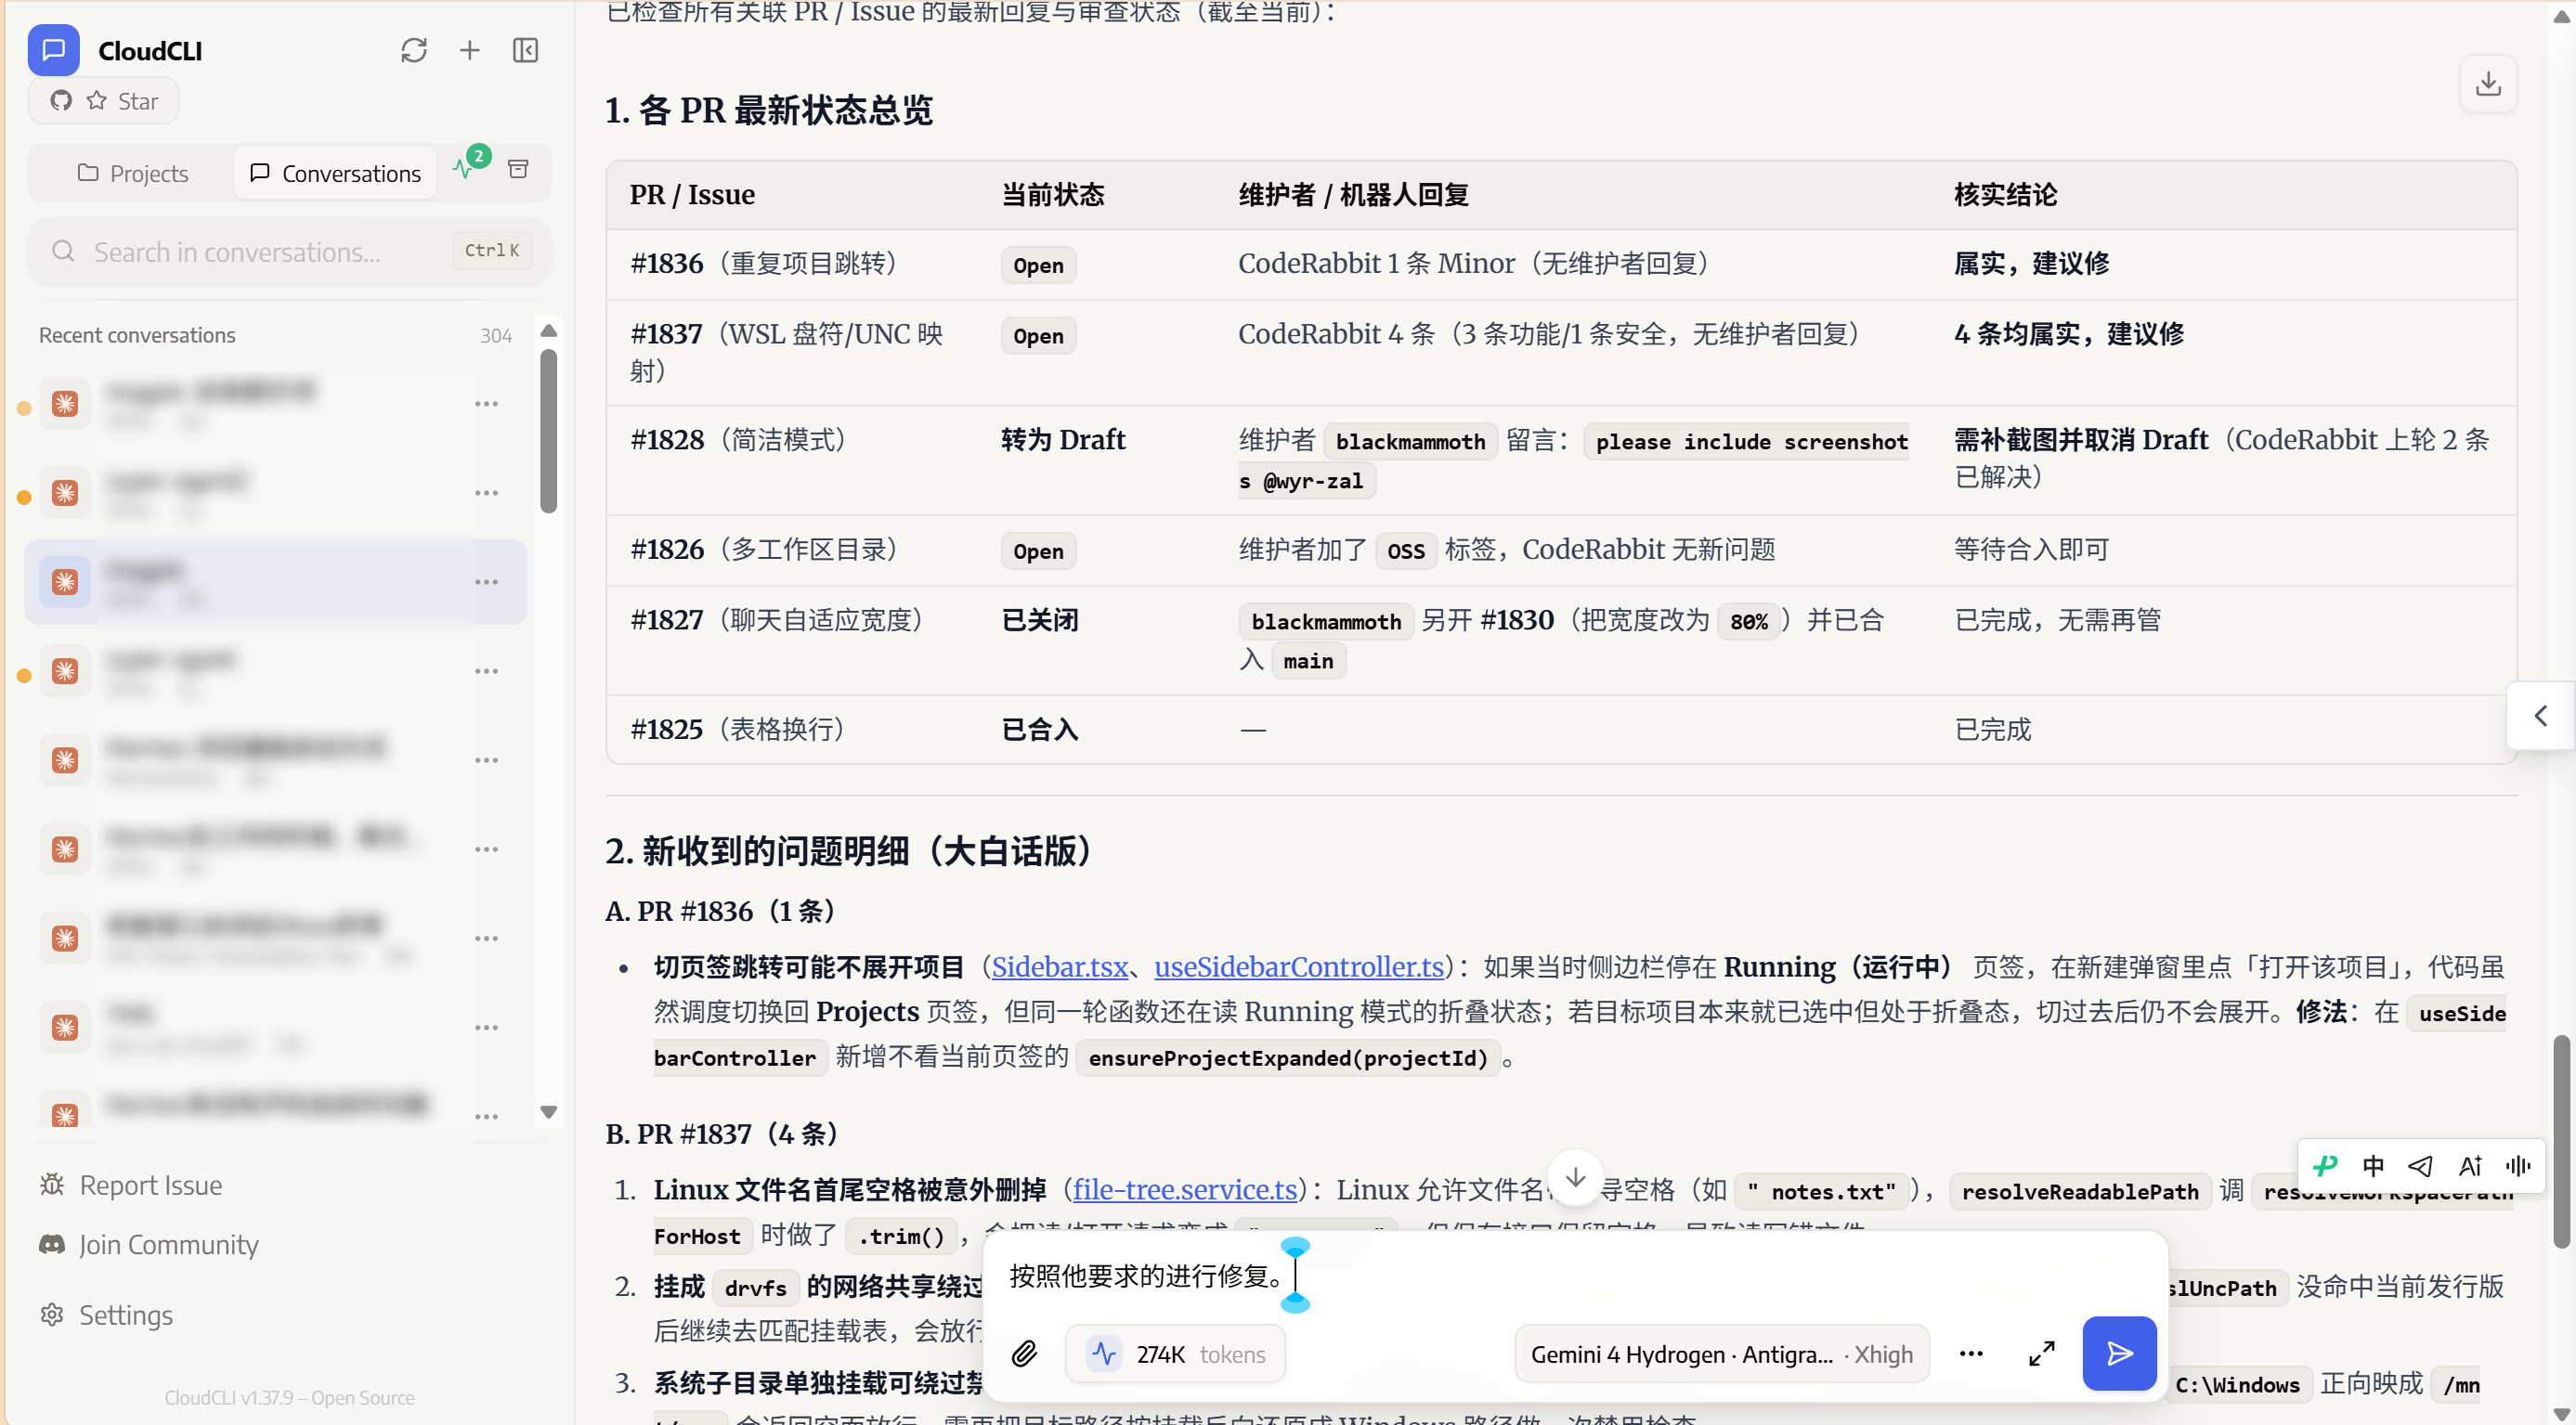 CloudCLI
Star
Projects
Conversations
2
Search in conversations...
Ctrl K
Recent conversations
304
Report Issue
Join Community
Settings
CloudCLI v1.37.9 – Open Source
已检查所有关联 PR / Issue 的最新回复与审查状态（截至当前）：
1. 各 PR 最新状态总览
PR / Issue
当前状态
维护者 / 机器人回复
核实结论
#1836（重复项目跳转）
Open
CodeRabbit 1 条 Minor（无维护者回复）
属实，建议修
#1837（WSL 盘符/UNC 映
射）
Open
CodeRabbit 4 条（3 条功能/1 条安全，无维护者回复）
4 条均属实，建议修
#1828（简洁模式）
转为 Draft
维护者 blackmammoth 留言： please include screenshot
s @wyr-zal
需补截图并取消 Draft（CodeRabbit 上轮 2 条
已解决）
#1826（多工作区目录）
Open
维护者加了 OSS 标签，CodeRabbit 无新问题
等待合入即可
#1827（聊天自适应宽度）
已关闭
blackmammoth 另开 #1830（把宽度改为 80%）并已合
入 main
已完成，无需再管
#1825（表格换行）
已合入
—
已完成
2. 新收到的问题明细（大白话版）
A. PR #1836（1 条）
• 切页签跳转可能不展开项目（Sidebar.tsx、useSidebarController.ts）：如果当时侧边栏停在 Running（运行中） 页签，在新建弹窗里点「打开该项目」，代码虽
然调度切换回 Projects 页签，但同一轮函数还在读 Running 模式的折叠状态；若目标项目本来就已选中但处于折叠态，切过去后仍不会展开。修法：在 useSide
barController 新增不看当前页签的 ensureProjectExpanded(projectId)。
B. PR #1837（4 条）
1. Linux 文件名首尾空格被意外删掉（file-tree.service.ts）：Linux 允许文件名 导空格（如 " notes.txt"），resolveReadablePath 调 resolveWorkspacePath
ForHost 时做了 .trim()，
2. 挂成 drvfs 的网络共享绕过
slUncPath 没命中当前发行版
后继续去匹配挂载表，会放行
3. 系统子目录单独挂载可绕过禁
C:\Windows 正向映成 /mn
中
按照他要求的进行修复。
274K tokens
Gemini 4 Hydrogen · Antigra... · Xhigh